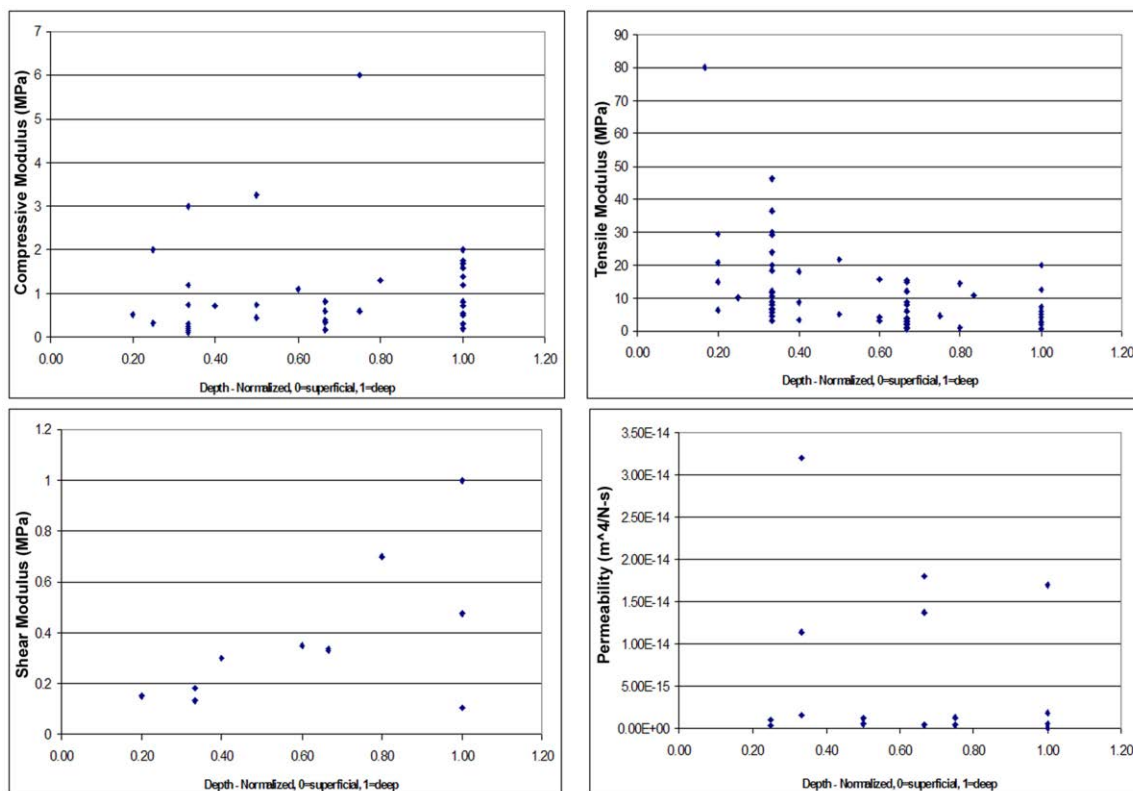 Compressive Modulus (MPa)
7
6
5
4
3
2
1
0
0.00 0.20 0.40 0.60 0.80 1.00 1.20
Depth - Normalized, 0=superficial, 1=deep
Tensile Modulus (MPa)
90
80
70
60
50
40
30
20
10
0
0.00 0.20 0.40 0.60 0.80 1.00 1.20
Depth - Normalized, 0=superficial, 1=deep
Shear Modulus (MPa)
1.2
1
0.8
0.6
0.4
0.2
0
0.00 0.20 0.40 0.60 0.80 1.00 1.20
Depth - Normalized, 0=superficial, 1=deep
Permeability (m^4/N-s)
3.50E-14
3.00E-14
2.50E-14
2.00E-14
1.50E-14
1.00E-14
5.00E-15
0.00E+00
0.00 0.20 0.40 0.60 0.80 1.00 1.20
Depth - Normalized, 0=superficial, 1=deep